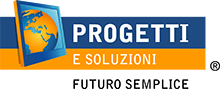 PROGETTI
E SOLUZIONI
®
FUTURO SEMPLICE